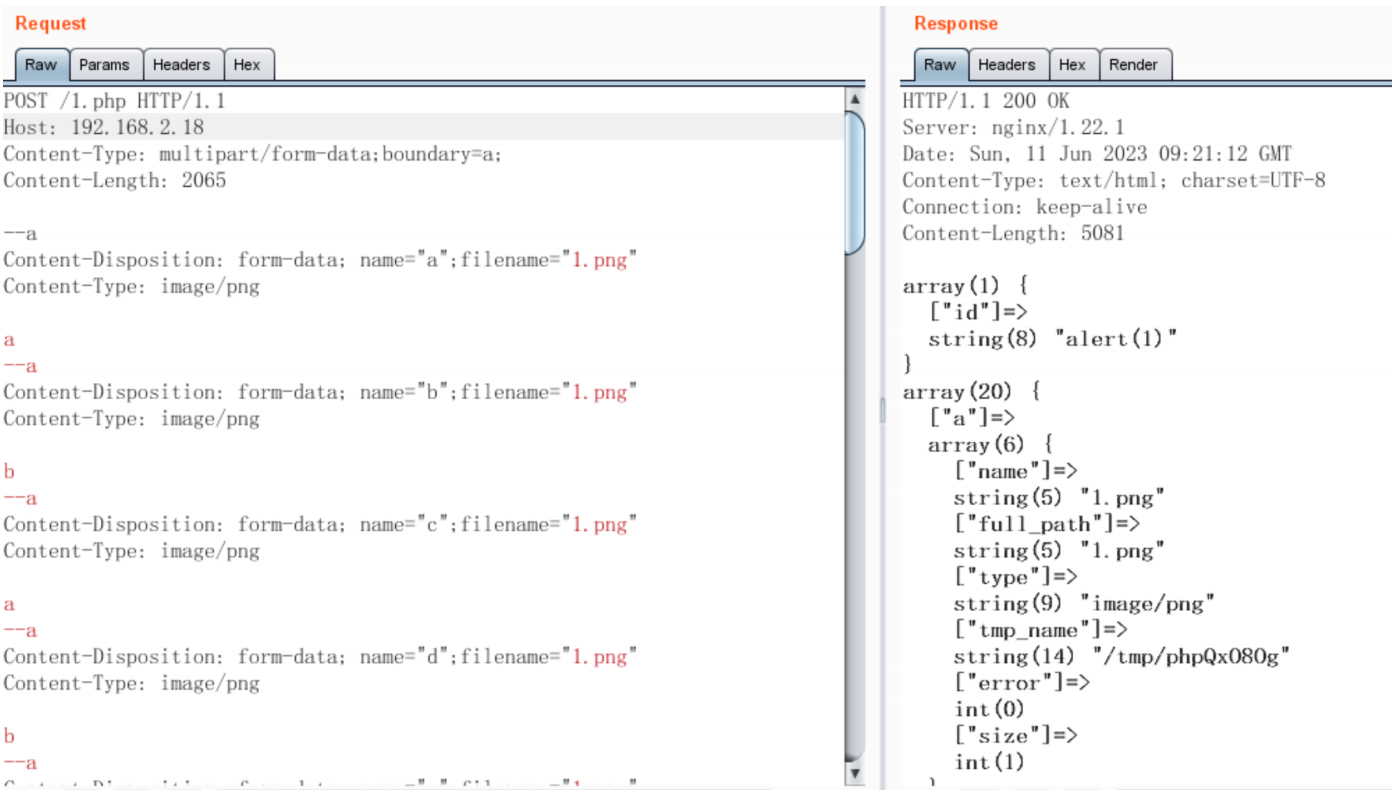 Request
Raw Params Headers Hex
POST /1.php HTTP/1.1
Host: 192.168.2.18
Content-Type: multipart/form-data;boundary=a;
Content-Length: 2065
--a
Content-Disposition: form-data; name="a";filename="1.png"
Content-Type: image/png
a
--a
Content-Disposition: form-data; name="b";filename="1.png"
Content-Type: image/png
b
--a
Content-Disposition: form-data; name="c";filename="1.png"
Content-Type: image/png
a
--a
Content-Disposition: form-data; name="d";filename="1.png"
Content-Type: image/png
b
--a
Response
Raw Headers Hex Render
HTTP/1.1 200 OK
Server: nginx/1.22.1
Date: Sun, 11 Jun 2023 09:21:12 GMT
Content-Type: text/html; charset=UTF-8
Connection: keep-alive
Content-Length: 5081
array(1) {
["id"]=>
string(8) "alert(1)"
}
array(20) {
["a"]=>
array(6) {
["name"]=>
string(5) "1.png"
["full_path"]=>
string(5) "1.png"
["type"]=>
string(9) "image/png"
["tmp_name"]=>
string(14) "/tmp/phpQxO8Og"
["error"]=>
int(0)
["size"]=>
int(1)